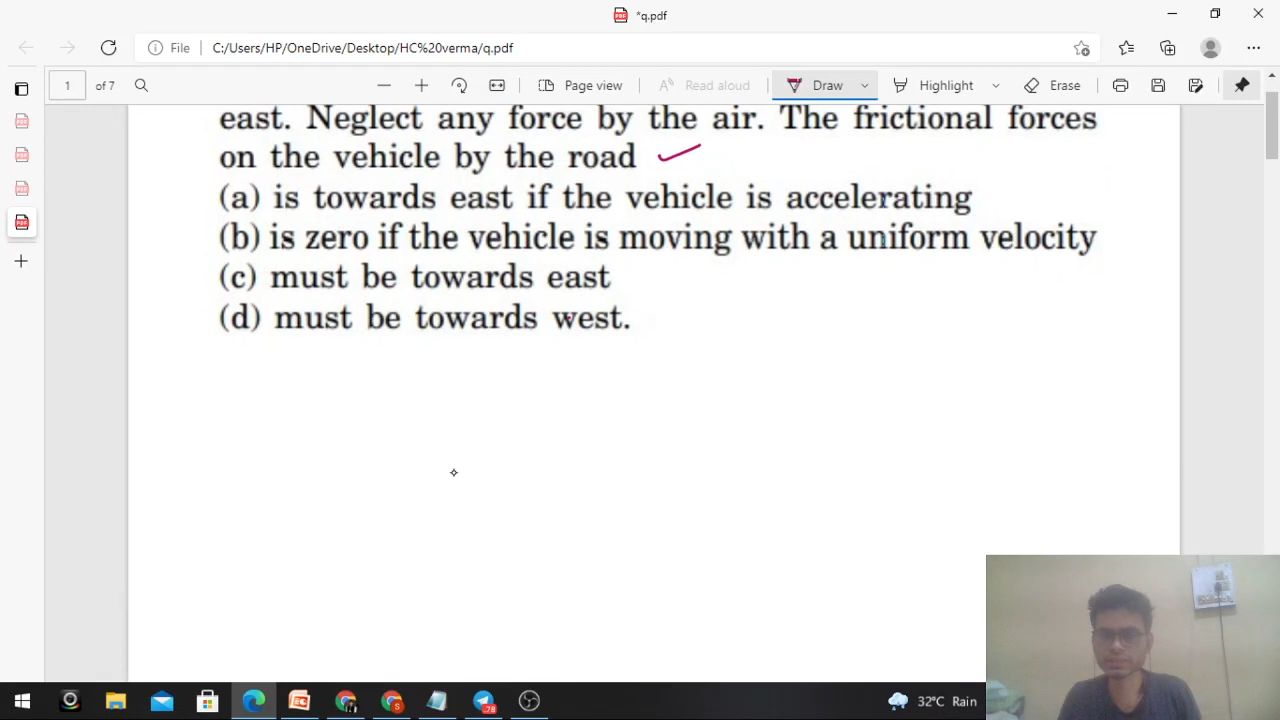 *q.pdf
File C:/Users/HP/OneDrive/Desktop/HC%20verma/q.pdf
1 of 7 Page view Read aloud Draw Highlight Erase
east. Neglect any force by the air. The frictional forces
on the vehicle by the road
(a) is towards east if the vehicle is accelerating
(b) is zero if the vehicle is moving with a uniform velocity
(c) must be towards east
(d) must be towards west.
78
32°C Rain